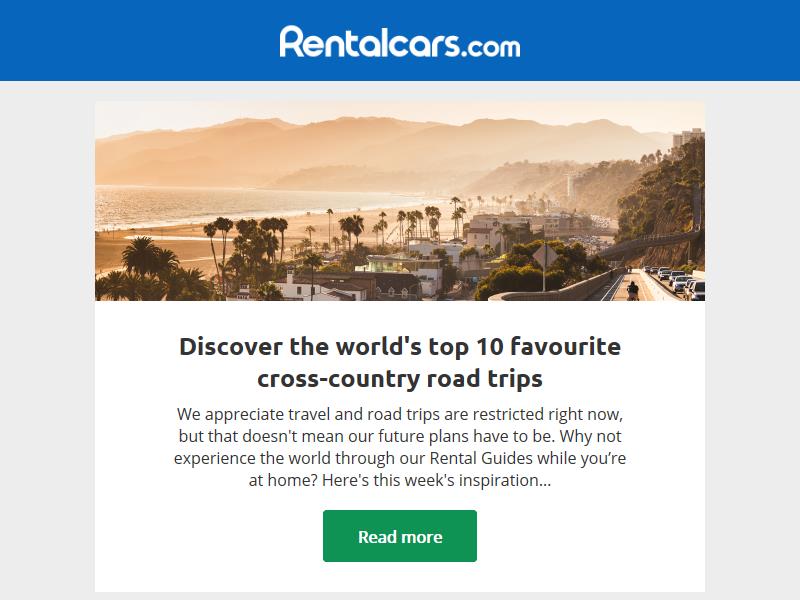 Rentalcars.com
Discover the world's top 10 favourite
cross-country road trips
We appreciate travel and road trips are restricted right now,
but that doesn't mean our future plans have to be. Why not
experience the world through our Rental Guides while you’re
at home? Here's this week's inspiration...
Read more